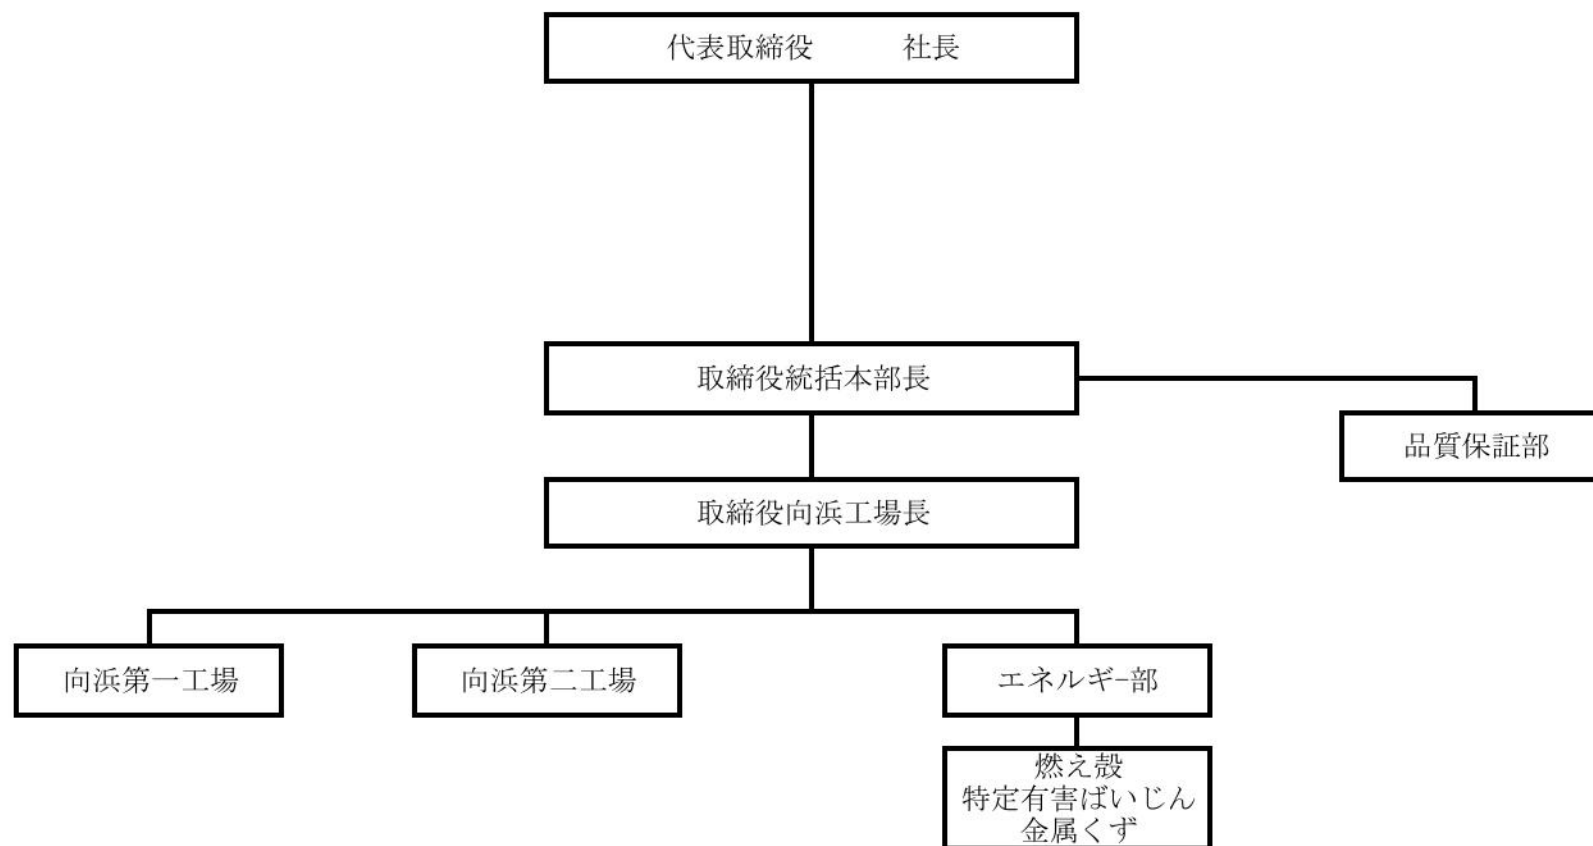 代表取締役　　　社長
取締役統括本部長
品質保証部
取締役向浜工場長
向浜第一工場
向浜第二工場
エネルギｰ部
燃え殻
特定有害ばいじん
金属くず